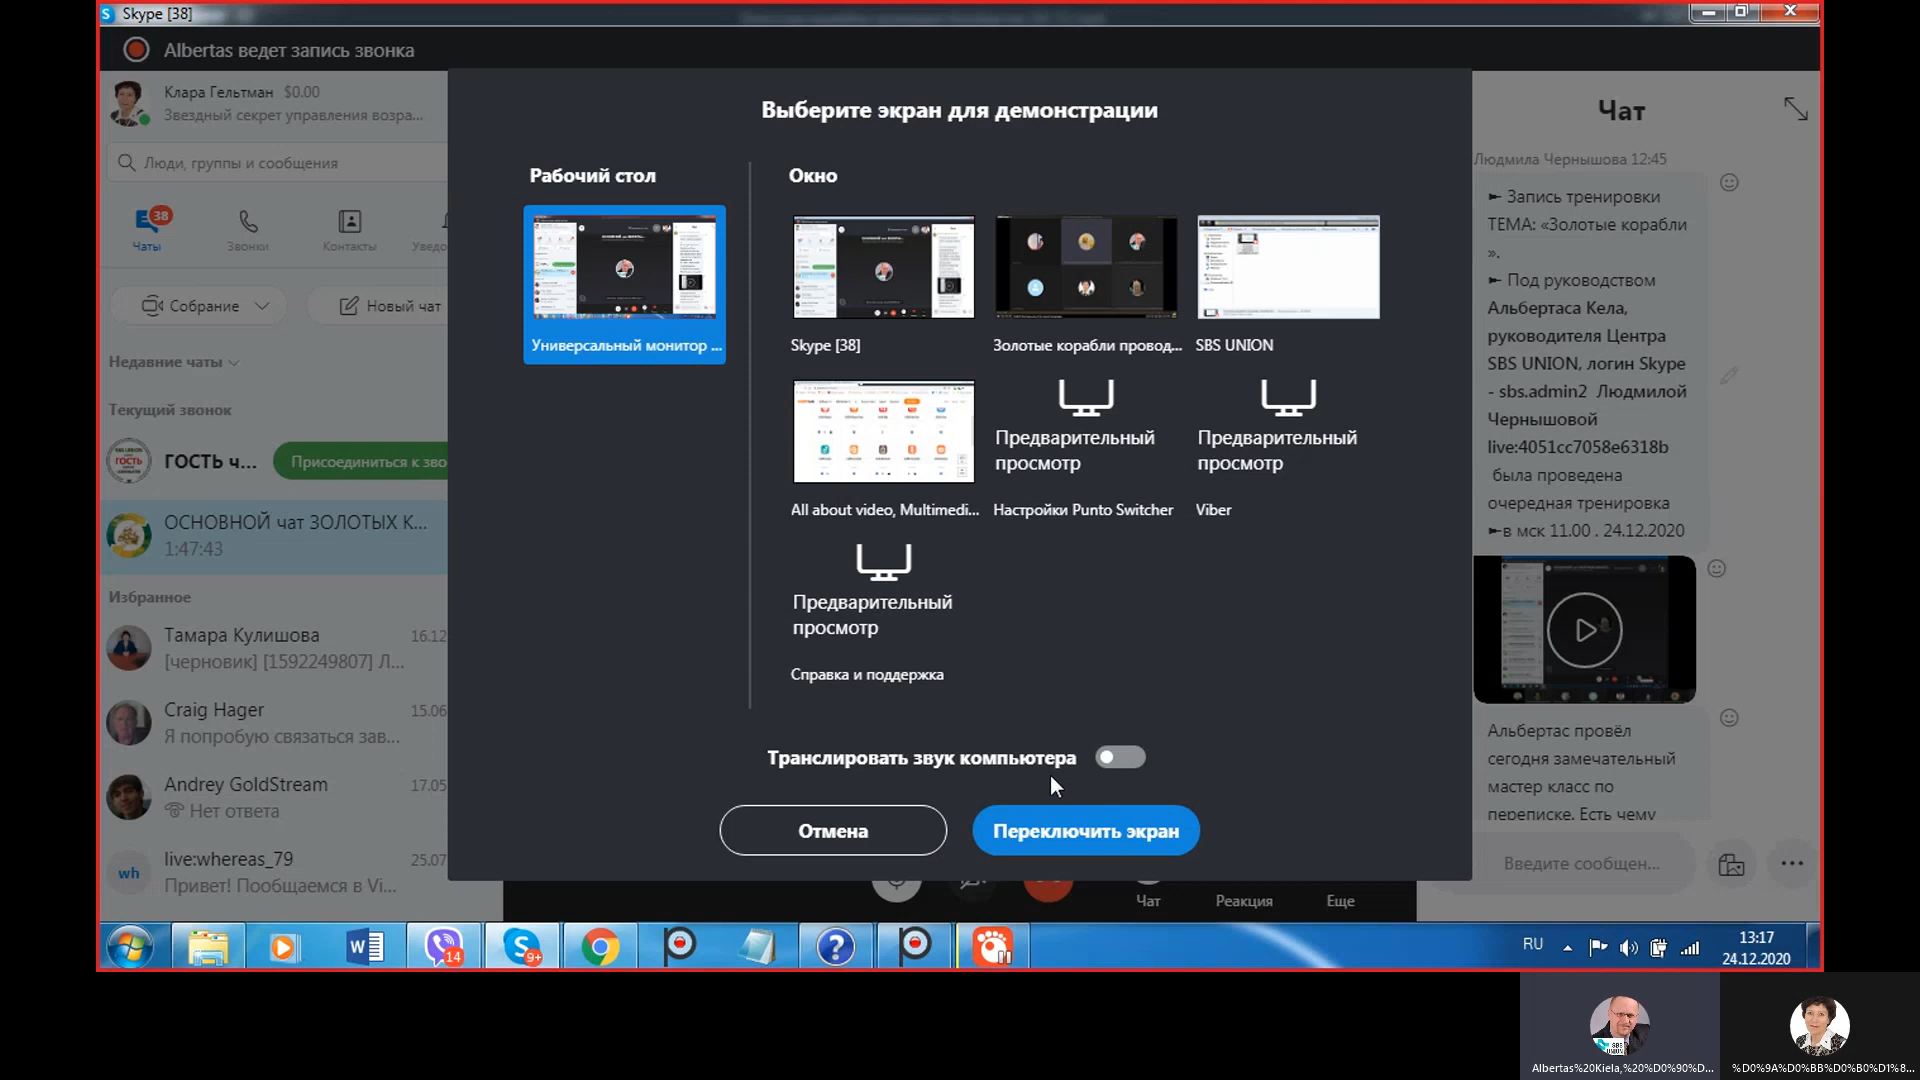 Skype [38]
Albertas ведет запись звонка
Клара Гельтман $0.00
Звездный секрет управления возра...
Люди, группы и сообщения
38
Чаты
Звонки
Контакты
Уведо
Собрание
Новый чат
Недавние чаты
Текущий звонок
ГОСТЬ
ГОСТЬ ч...
Присоединиться к зво
ОСНОВНОЙ чат ЗОЛОТЫХ К...
1:47:43
Избранное
Тамара Кулишова 16.12
[черновик] [1592249807] Л...
Craig Hager 15.06
Я попробую связаться зав...
Andrey GoldStream 17.05
Нет ответа
wh
live:whereas_79 25.07
Привет! Пообщаемся в Vi...
Выберите экран для демонстрации
Рабочий стол
Универсальный монитор ...
Окно
Skype [38]
Золотые корабли провод...
SBS UNION
All about video, Multimedi...
Предварительный
просмотр
Настройки Punto Switcher
Предварительный
просмотр
Viber
Предварительный
просмотр
Справка и поддержка
Транслировать звук компьютера
Отмена
Переключить экран
Чат
Реакция
Еще
Чат
Людмила Чернышова 12:45
► Запись тренировки
ТЕМА: «Золотые корабли
».
► Под руководством
Альбертаса Кела,
руководителя Центра
SBS UNION, логин Skype
- sbs.admin2 Людмилой
Чернышовой
live:4051cc7058e6318b
была проведена
очередная тренировка
►в мск 11.00 . 24.12.2020
Альбертас провёл
сегодня замечательный
мастер класс по
переписке. Есть чему
Введите сообщен...
14
9+
RU
13:17
24.12.2020
SBS
UNION
Albertas%20Kiela,%20%D0%90%D...
%D0%9A%D0%BB%D0%B0%D1%8...